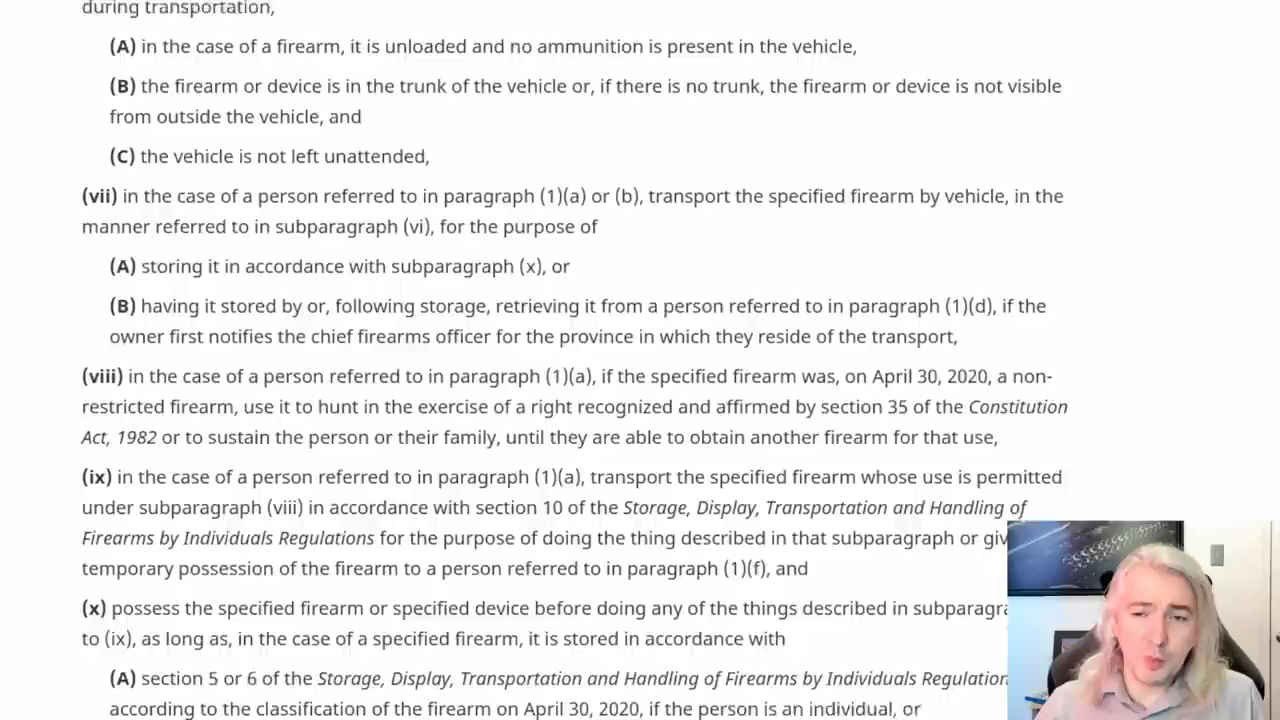 during transportation,
(A) in the case of a firearm, it is unloaded and no ammunition is present in the vehicle,
(B) the firearm or device is in the trunk of the vehicle or, if there is no trunk, the firearm or device is not visible
from outside the vehicle, and
(C) the vehicle is not left unattended,
(vii) in the case of a person referred to in paragraph (1)(a) or (b), transport the specified firearm by vehicle, in the
manner referred to in subparagraph (vi), for the purpose of
(A) storing it in accordance with subparagraph (x), or
(B) having it stored by or, following storage, retrieving it from a person referred to in paragraph (1)(d), if the
owner first notifies the chief firearms officer for the province in which they reside of the transport,
(viii) in the case of a person referred to in paragraph (1)(a), if the specified firearm was, on April 30, 2020, a non-
restricted firearm, use it to hunt in the exercise of a right recognized and affirmed by section 35 of the Constitution
Act, 1982 or to sustain the person or their family, until they are able to obtain another firearm for that use,
(ix) in the case of a person referred to in paragraph (1)(a), transport the specified firearm whose use is permitted
under subparagraph (viii) in accordance with section 10 of the Storage, Display, Transportation and Handling of
Firearms by Individuals Regulations for the purpose of doing the thing described in that subparagraph or giv
temporary possession of the firearm to a person referred to in paragraph (1)(f), and
(x) possess the specified firearm or specified device before doing any of the things described in subparagra
to (ix), as long as, in the case of a specified firearm, it is stored in accordance with
(A) section 5 or 6 of the Storage, Display, Transportation and Handling of Firearms by Individuals Regulation
according to the classification of the firearm on April 30, 2020, if the person is an individual, or